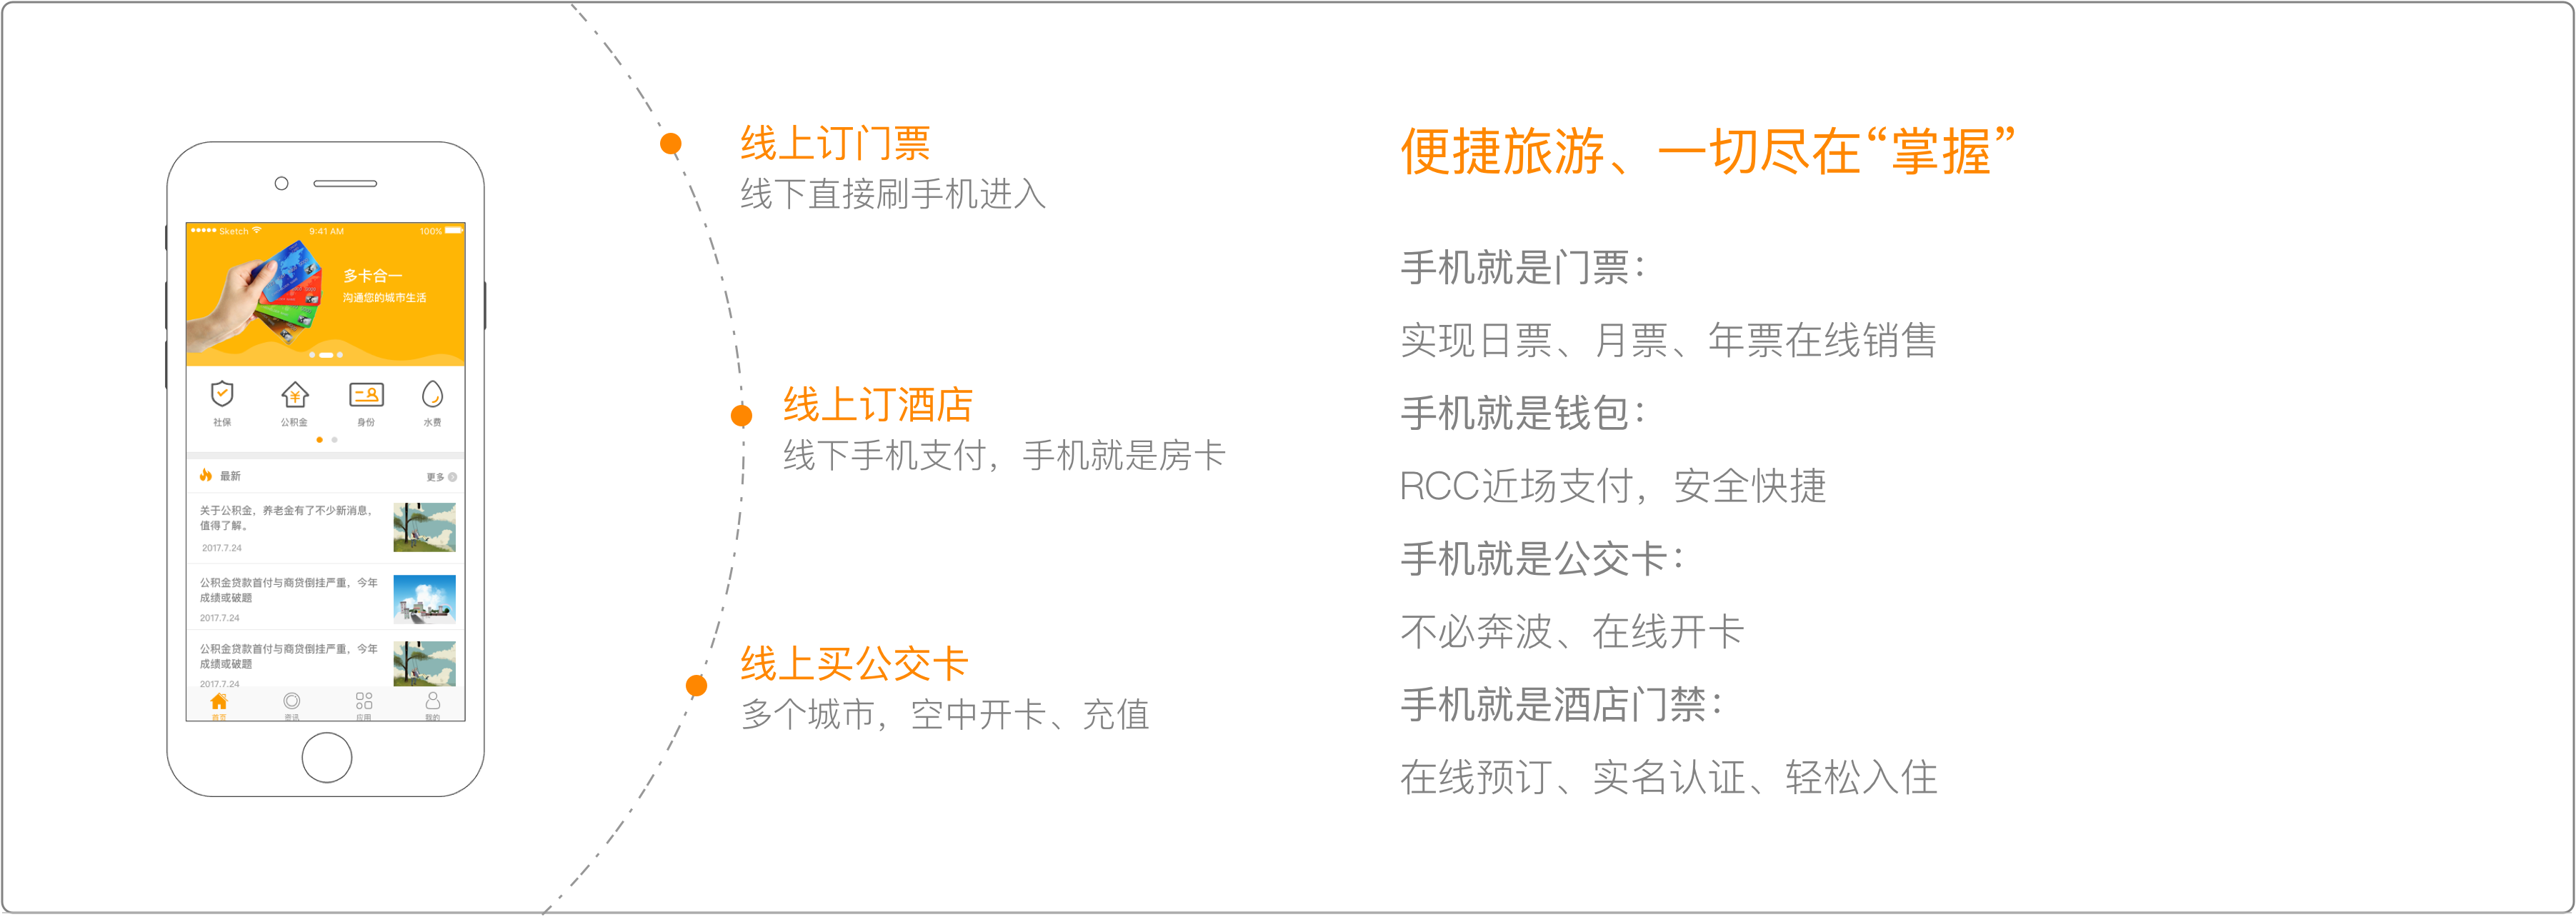 ●●●●● Sketch 9:41 AM 100%
多卡合一
沟通您的城市生活
社保 公积金 身份 水费
最新 更多
关于公积金，养老金有了不少新消息，
值得了解。
2017.7.24
公积金贷款首付与商贷倒挂严重，今年
成绩或破题
2017.7.24
公积金贷款首付与商贷倒挂严重，今年
成绩或破题
2017.7.24
首页 资讯 应用 我的
线上订门票
线下直接刷手机进入
线上订酒店
线下手机支付，手机就是房卡
线上买公交卡
多个城市，空中开卡、充值
便捷旅游、一切尽在“掌握”
手机就是门票：
实现日票、月票、年票在线销售
手机就是钱包：
RCC近场支付，安全快捷
手机就是公交卡：
不必奔波、在线开卡
手机就是酒店门禁：
在线预订、实名认证、轻松入住